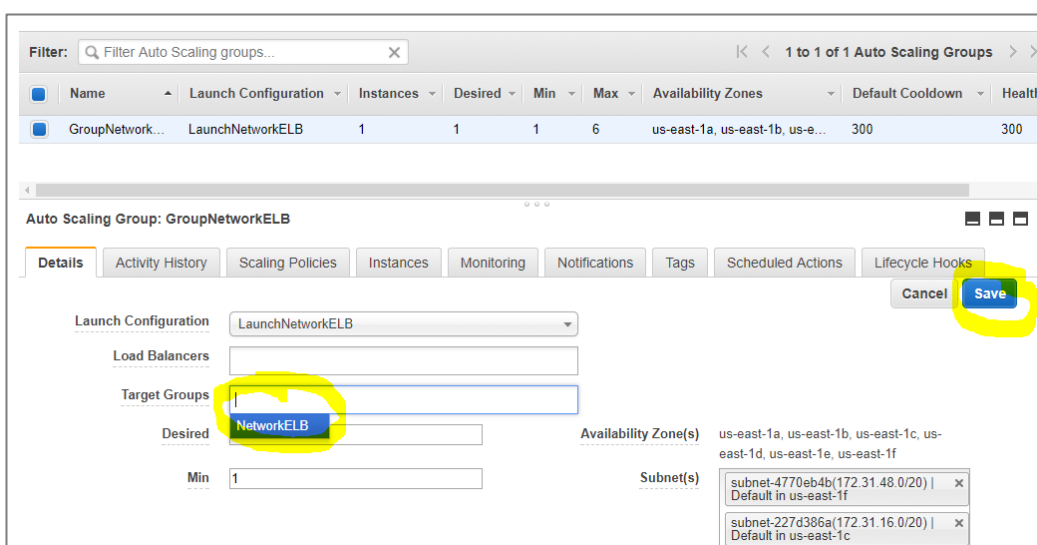 Filter: Filter Auto Scaling groups... 1 to 1 of 1 Auto Scaling Groups
Name Launch Configuration Instances Desired Min Max Availability Zones Default Cooldown Health
GroupNetwork... LaunchNetworkELB 1 1 1 6 us-east-1a, us-east-1b, us-e... 300 300
Auto Scaling Group: GroupNetworkELB
Details Activity History Scaling Policies Instances Monitoring Notifications Tags Scheduled Actions Lifecycle Hooks
Cancel Save
Launch Configuration LaunchNetworkELB
Load Balancers
Target Groups
NetworkELB
Desired Availability Zone(s) us-east-1a, us-east-1b, us-east-1c, us-
east-1d, us-east-1e, us-east-1f
Min 1 Subnet(s) subnet-4770eb4b(172.31.48.0/20) |
Default in us-east-1f
subnet-227d386a(172.31.16.0/20) |
Default in us-east-1c